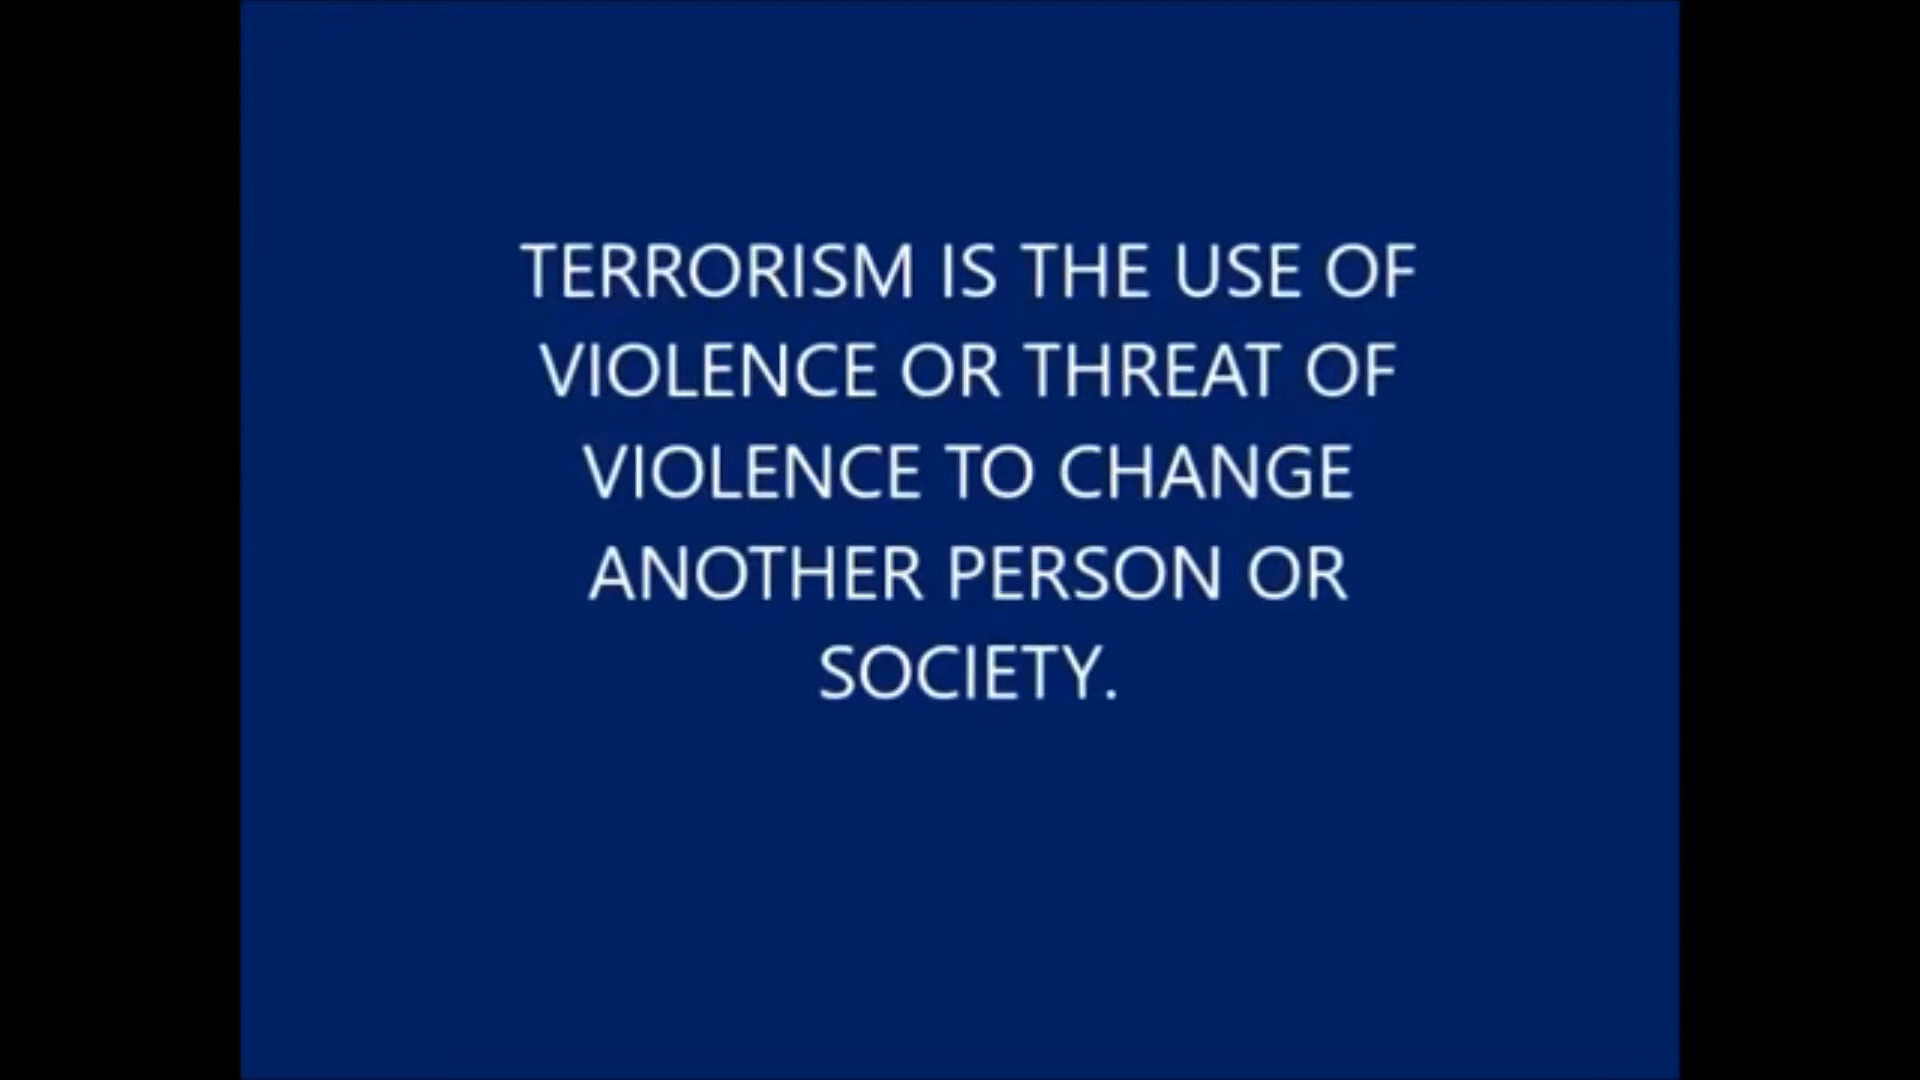 TERRORISM IS THE USE OF
VIOLENCE OR THREAT OF
VIOLENCE TO CHANGE
ANOTHER PERSON OR
SOCIETY.